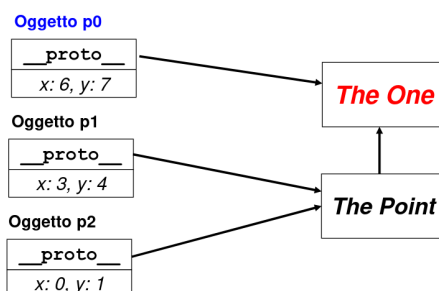 Oggetto p0
__proto__
x: 6, y: 7
The One
Oggetto p1
__proto__
x: 3, y: 4
The Point
Oggetto p2
__proto__
x: 0, y: 1